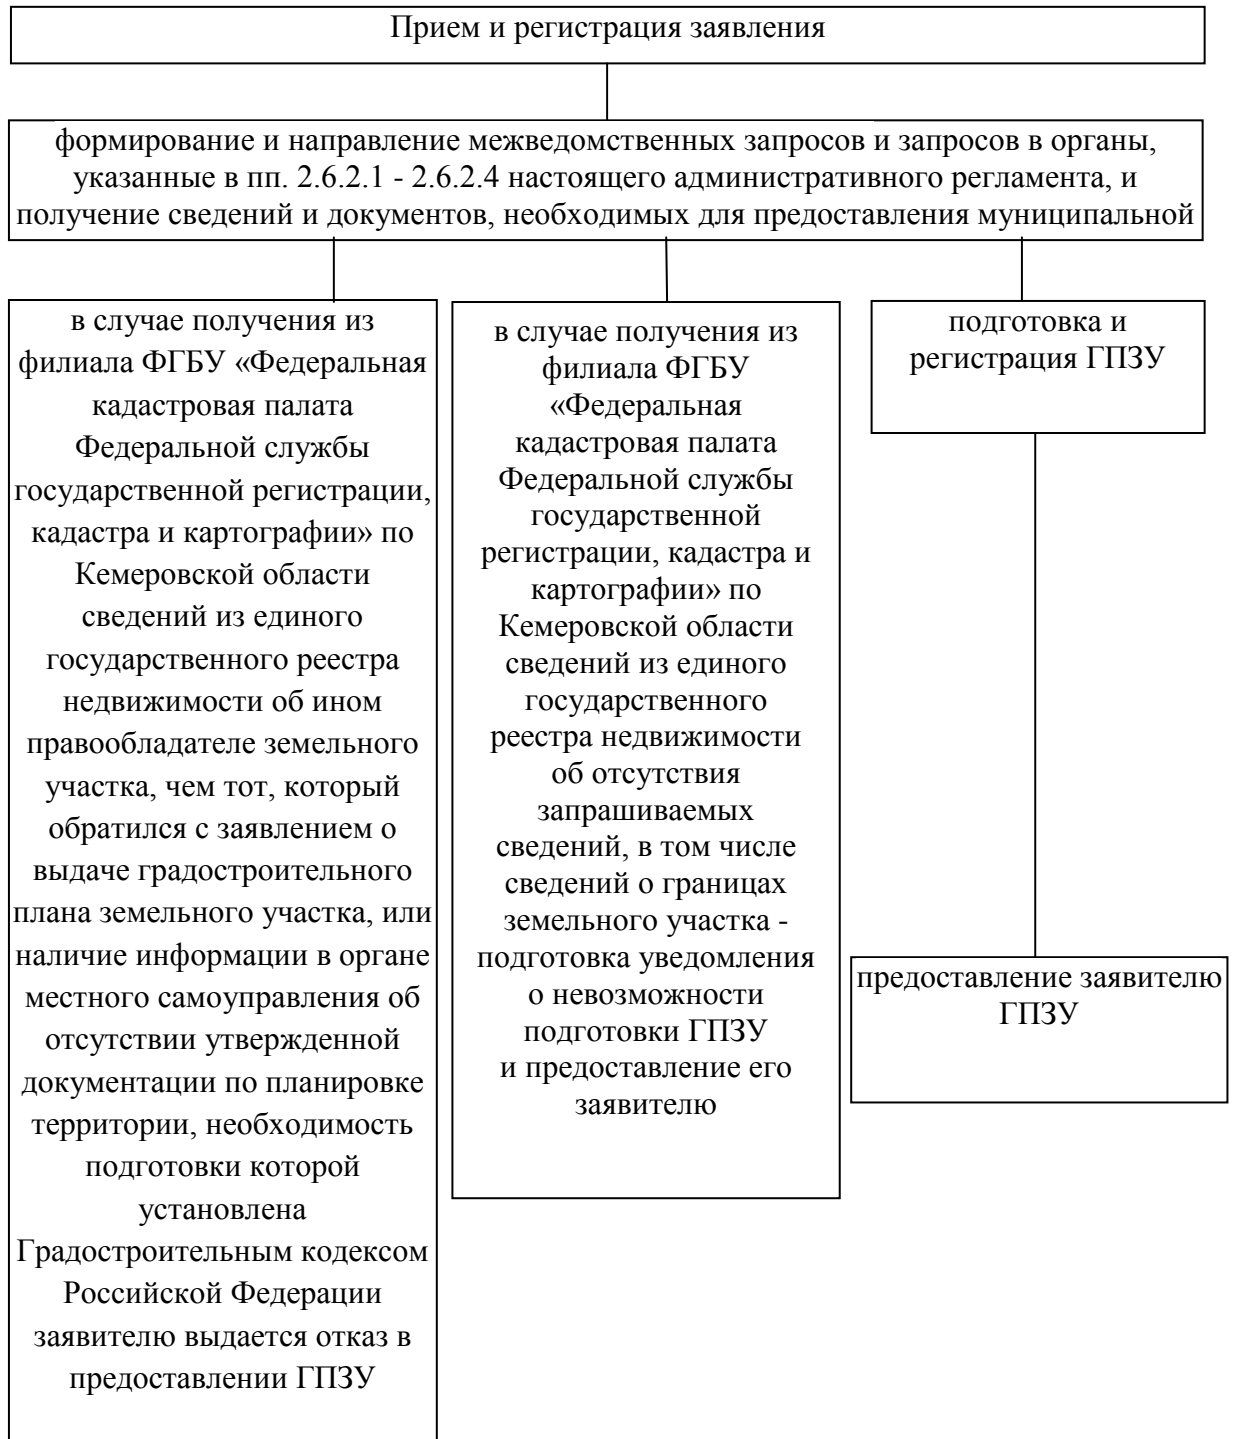 Прием и регистрация заявления
формирование и направление межведомственных запросов и запросов в органы,
указанные в пп. 2.6.2.1 - 2.6.2.4 настоящего административного регламента, и
получение сведений и документов, необходимых для предоставления муниципальной
в случае получения из
филиала ФГБУ «Федеральная
кадастровая палата
Федеральной службы
государственной регистрации,
кадастра и картографии» по
Кемеровской области
сведений из единого
государственного реестра
недвижимости об ином
правообладателе земельного
участка, чем тот, который
обратился с заявлением о
выдаче градостроительного
плана земельного участка, или
наличие информации в органе
местного самоуправления об
отсутствии утвержденной
документации по планировке
территории, необходимость
подготовки которой
установлена
Градостроительным кодексом
Российской Федерации
заявителю выдается отказ в
предоставлении ГПЗУ
в случае получения из
филиала ФГБУ
«Федеральная
кадастровая палата
Федеральной службы
государственной
регистрации, кадастра и
картографии» по
Кемеровской области
сведений из единого
государственного
реестра недвижимости
об отсутствия
запрашиваемых
сведений, в том числе
сведений о границах
земельного участка -
подготовка уведомления
о невозможности
подготовки ГПЗУ
и предоставление его
заявителю
подготовка и
регистрация ГПЗУ
предоставление заявителю
ГПЗУ